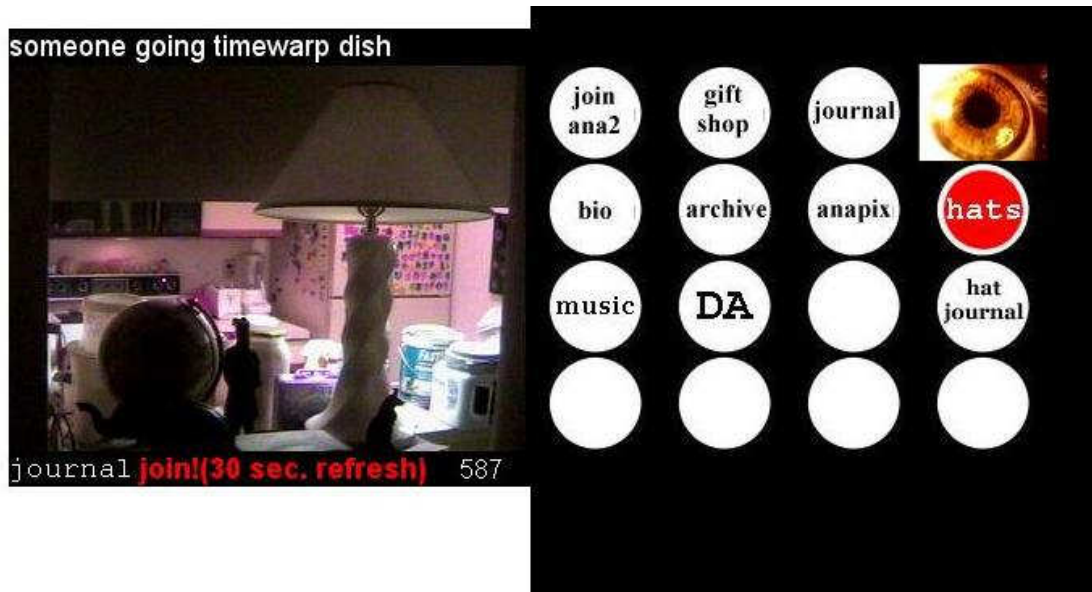 someone going timewarp dish
journal join!(30 sec. refresh) 587
join
ana2
gift
shop
journal
bio
archive
anapix
hats
music
DA
hat
journal